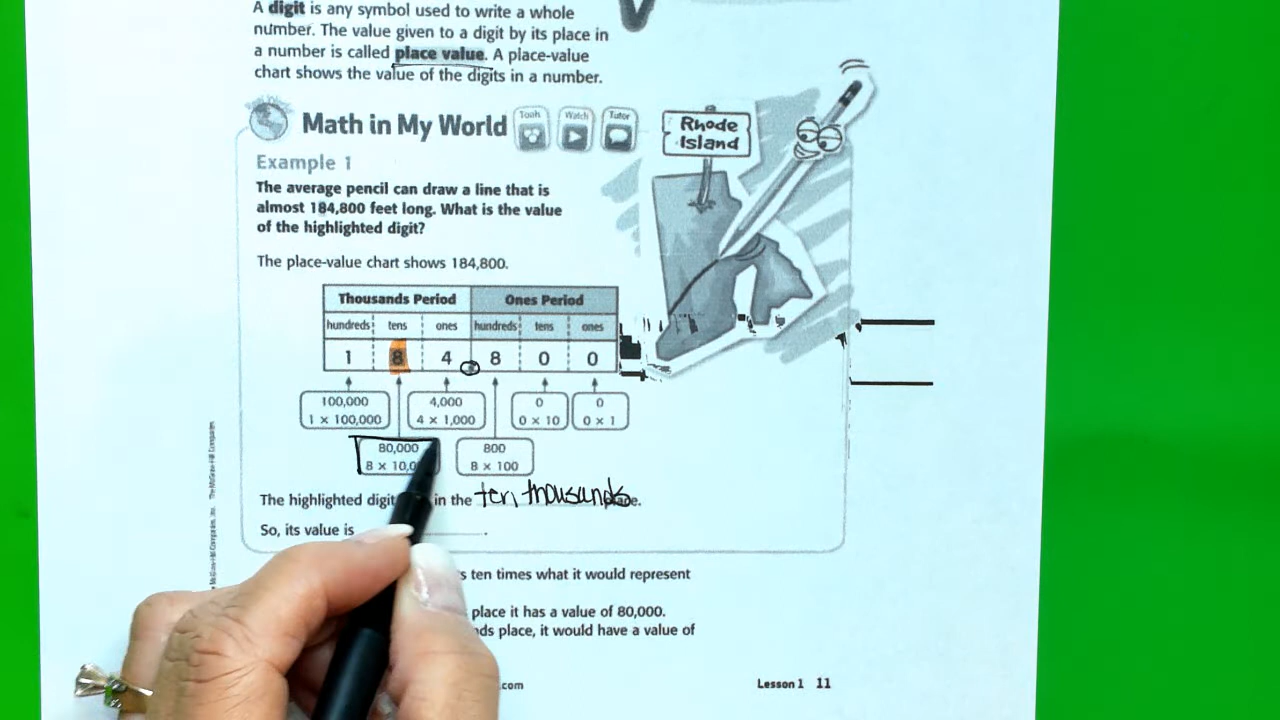 A digit is any symbol used to write a whole
number. The value given to a digit by its place in
a number is called place value. A place-value
chart shows the value of the digits in a number.
Math in My World
Tools Watch Tutor
Rhode
Island
Example 1
The average pencil can draw a line that is
almost 184,800 feet long. What is the value
of the highlighted digit?
The place-value chart shows 184,800.
Thousands Period Ones Period
hundreds tens ones hundreds tens ones
1 8 4 , 8 0 0
100,000 4,000 0 0
1 x 100,000 4 x 1,000 0 x 10 0 x 1
80,000 800
8 x 10,0 8 x 100
The highlighted digit in the ten thousands place.
So, its value is .
s ten times what it would represent
place it has a value of 80,000.
nds place, it would have a value of
.com Lesson 1 11